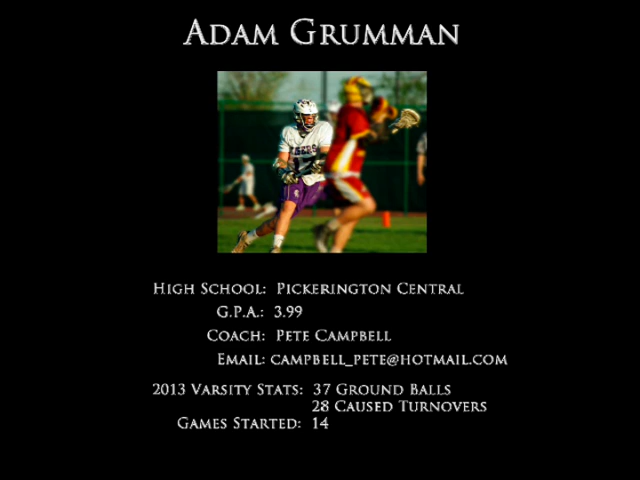 Adam Grumman
High School: Pickerington Central
G.P.A.: 3.99
Coach: Pete Campbell
Email: campbell_pete@hotmail.com
2013 Varsity Stats: 37 Ground Balls
28 Caused Turnovers
Games Started: 14